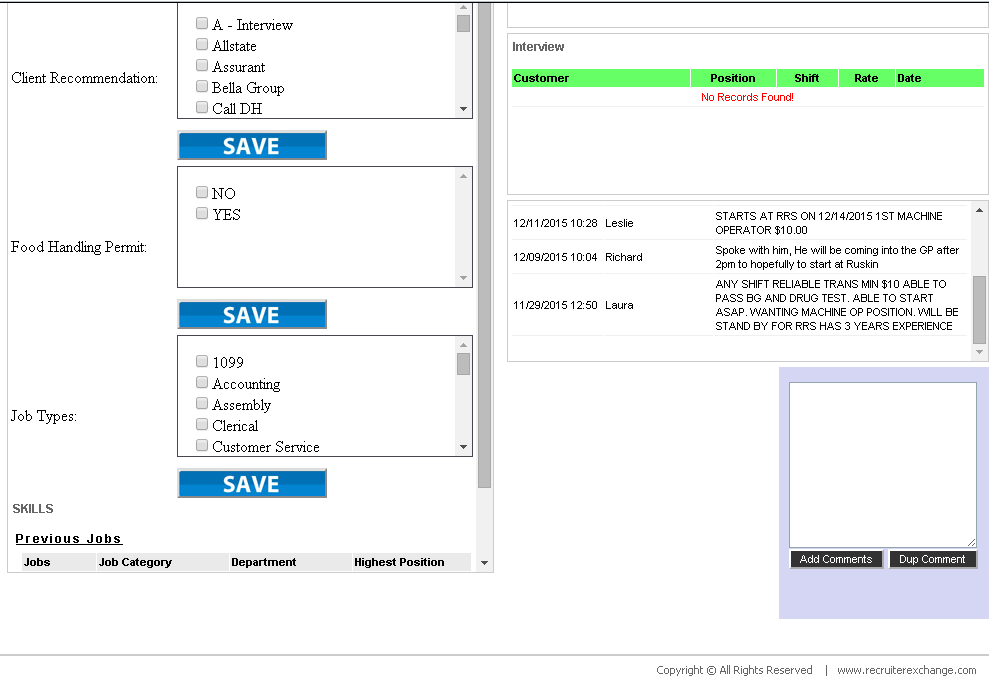 Client Recommendation:
A - Interview
Allstate
Assurant
Bella Group
Call DH
SAVE
Food Handling Permit:
NO
YES
SAVE
Job Types:
1099
Accounting
Assembly
Clerical
Customer Service
SAVE
SKILLS
Previous Jobs
Jobs Job Category Department Highest Position
Interview
Customer Position Shift Rate Date
No Records Found!
12/11/2015 10:28 Leslie STARTS AT RRS ON 12/14/2015 1ST MACHINE
OPERATOR $10.00
12/09/2015 10:04 Richard Spoke with him, He will be coming into the GP after
2pm to hopefully to start at Ruskin
11/29/2015 12:50 Laura ANY SHIFT RELIABLE TRANS MIN $10 ABLE TO
PASS BG AND DRUG TEST. ABLE TO START
ASAP. WANTING MACHINE OP POSITION. WILL BE
STAND BY FOR RRS HAS 3 YEARS EXPERIENCE
Add Comments Dup Comment
Copyright © All Rights Reserved | www.recruiterexchange.com